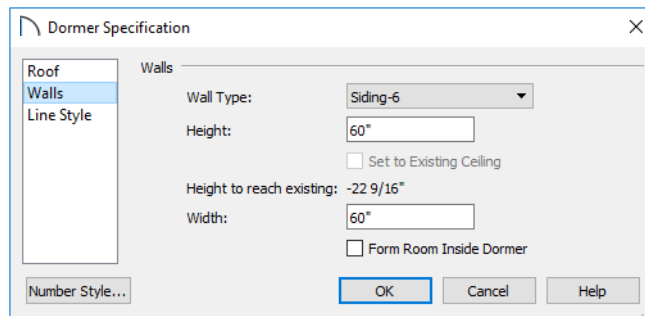 Dormer Specification
Roof
Walls
Line Style
Walls
Wall Type: Siding-6
Height: 60"
Set to Existing Ceiling
Height to reach existing: -22 9/16"
Width: 60"
Form Room Inside Dormer
Number Style... OK Cancel Help